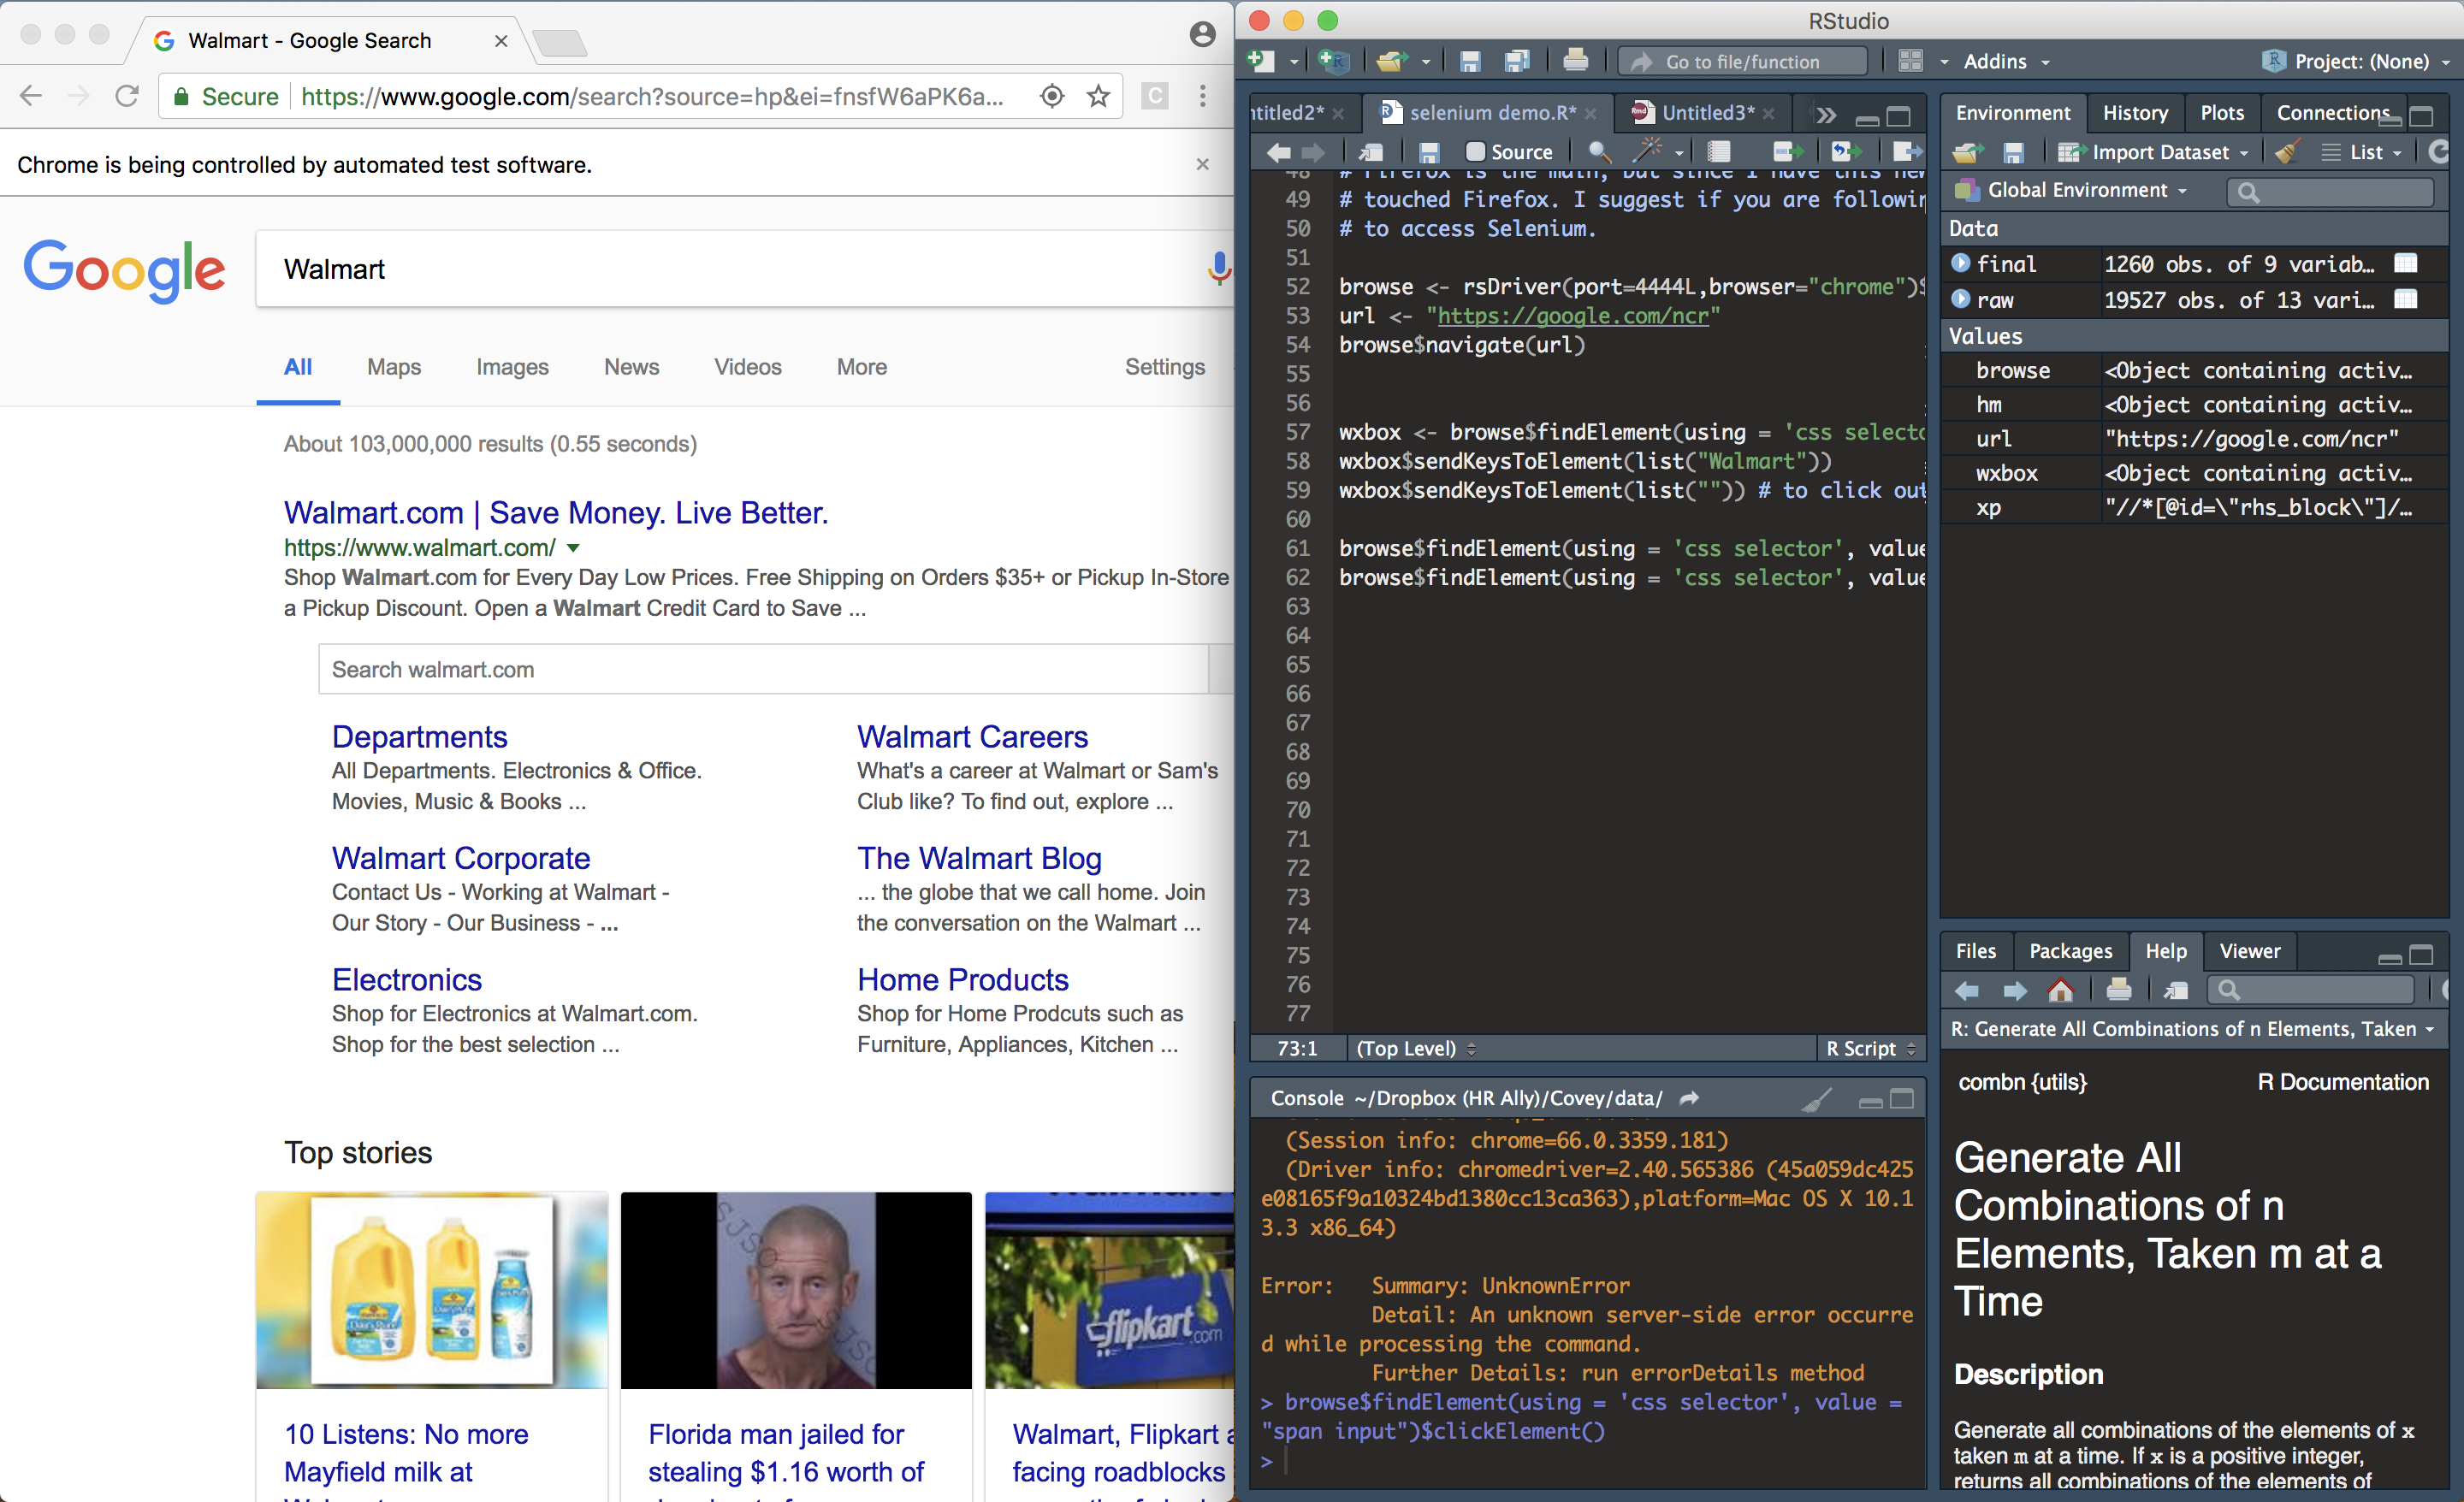 Walmart - Google Search
Secure https://www.google.com/search?source=hp&ei=fnsfW6aPK6a...
C
Chrome is being controlled by automated test software.
Google
Walmart
All Maps Images News Videos More Settings
About 103,000,000 results (0.55 seconds)
Walmart.com | Save Money. Live Better.
https://www.walmart.com/
Shop Walmart.com for Every Day Low Prices. Free Shipping on Orders $35+ or Pickup In-Store
a Pickup Discount. Open a Walmart Credit Card to Save ...
Search walmart.com
Departments
All Departments. Electronics & Office.
Movies, Music & Books ...
Walmart Careers
What's a career at Walmart or Sam's
Club like? To find out, explore ...
Walmart Corporate
Contact Us - Working at Walmart -
Our Story - Our Business - ...
The Walmart Blog
... the globe that we call home. Join
the conversation on the Walmart ...
Electronics
Shop for Electronics at Walmart.com.
Shop for the best selection ...
Home Products
Shop for Home Prodcuts such as
Furniture, Appliances, Kitchen ...
Top stories
flipkart.com
10 Listens: No more
Mayfield milk at
Florida man jailed for
stealing $1.16 worth of
Walmart, Flipkart a
facing roadblocks
RStudio
Go to file/function
Addins
Project: (None)
ntitled2*
selenium demo.R*
Untitled3*
Source
48 # Firefox is the main, but since I have this new
49 # touched Firefox. I suggest if you are followin
50 # to access Selenium.
51
52 browse <- rsDriver(port=4444L,browser="chrome")$
53 url <- "https://google.com/ncr"
54 browse$navigate(url)
55
56
57 wxbox <- browse$findElement(using = 'css selecto
58 wxbox$sendKeysToElement(list("Walmart"))
59 wxbox$sendKeysToElement(list("")) # to click out
60
61 browse$findElement(using = 'css selector', value
62 browse$findElement(using = 'css selector', value
63
64
65
66
67
68
69
70
71
72
73
74
75
76
77
73:1 (Top Level) R Script
Console ~/Dropbox (HR Ally)/Covey/data/
(Session info: chrome=66.0.3359.181)
(Driver info: chromedriver=2.40.565386 (45a059dc425
e08165f9a10324bd1380cc13ca363),platform=Mac OS X 10.1
3.3 x86_64)
Error: Summary: UnknownError
Detail: An unknown server-side error occurre
d while processing the command.
Further Details: run errorDetails method
> browse$findElement(using = 'css selector', value =
"span input")$clickElement()
>
Environment History Plots Connections
Import Dataset List
Global Environment
Data
final 1260 obs. of 9 variab...
raw 19527 obs. of 13 vari...
Values
browse <Object containing activ...
hm <Object containing activ...
url "https://google.com/ncr"
wxbox <Object containing activ...
xp "//*[@id=\"rhs_block\"]/...
Files Packages Help Viewer
R: Generate All Combinations of n Elements, Taken
combn {utils} R Documentation
Generate All
Combinations of n
Elements, Taken m at a
Time
Description
Generate all combinations of the elements of x
taken m at a time. If x is a positive integer,
returns all combinations of the elements of